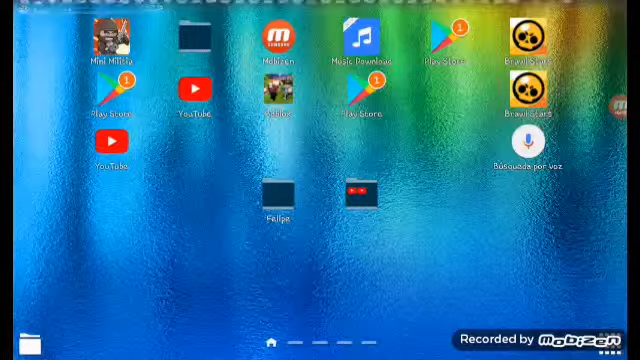 Mini Militia
Mobizen
Music Download
Play Store
Brawl Stars
Play Store
YouTube
Roblox
Play Store
Brawl Stars
YouTube
Búsqueda por voz
Felipe
Recorded by MOBIZEN